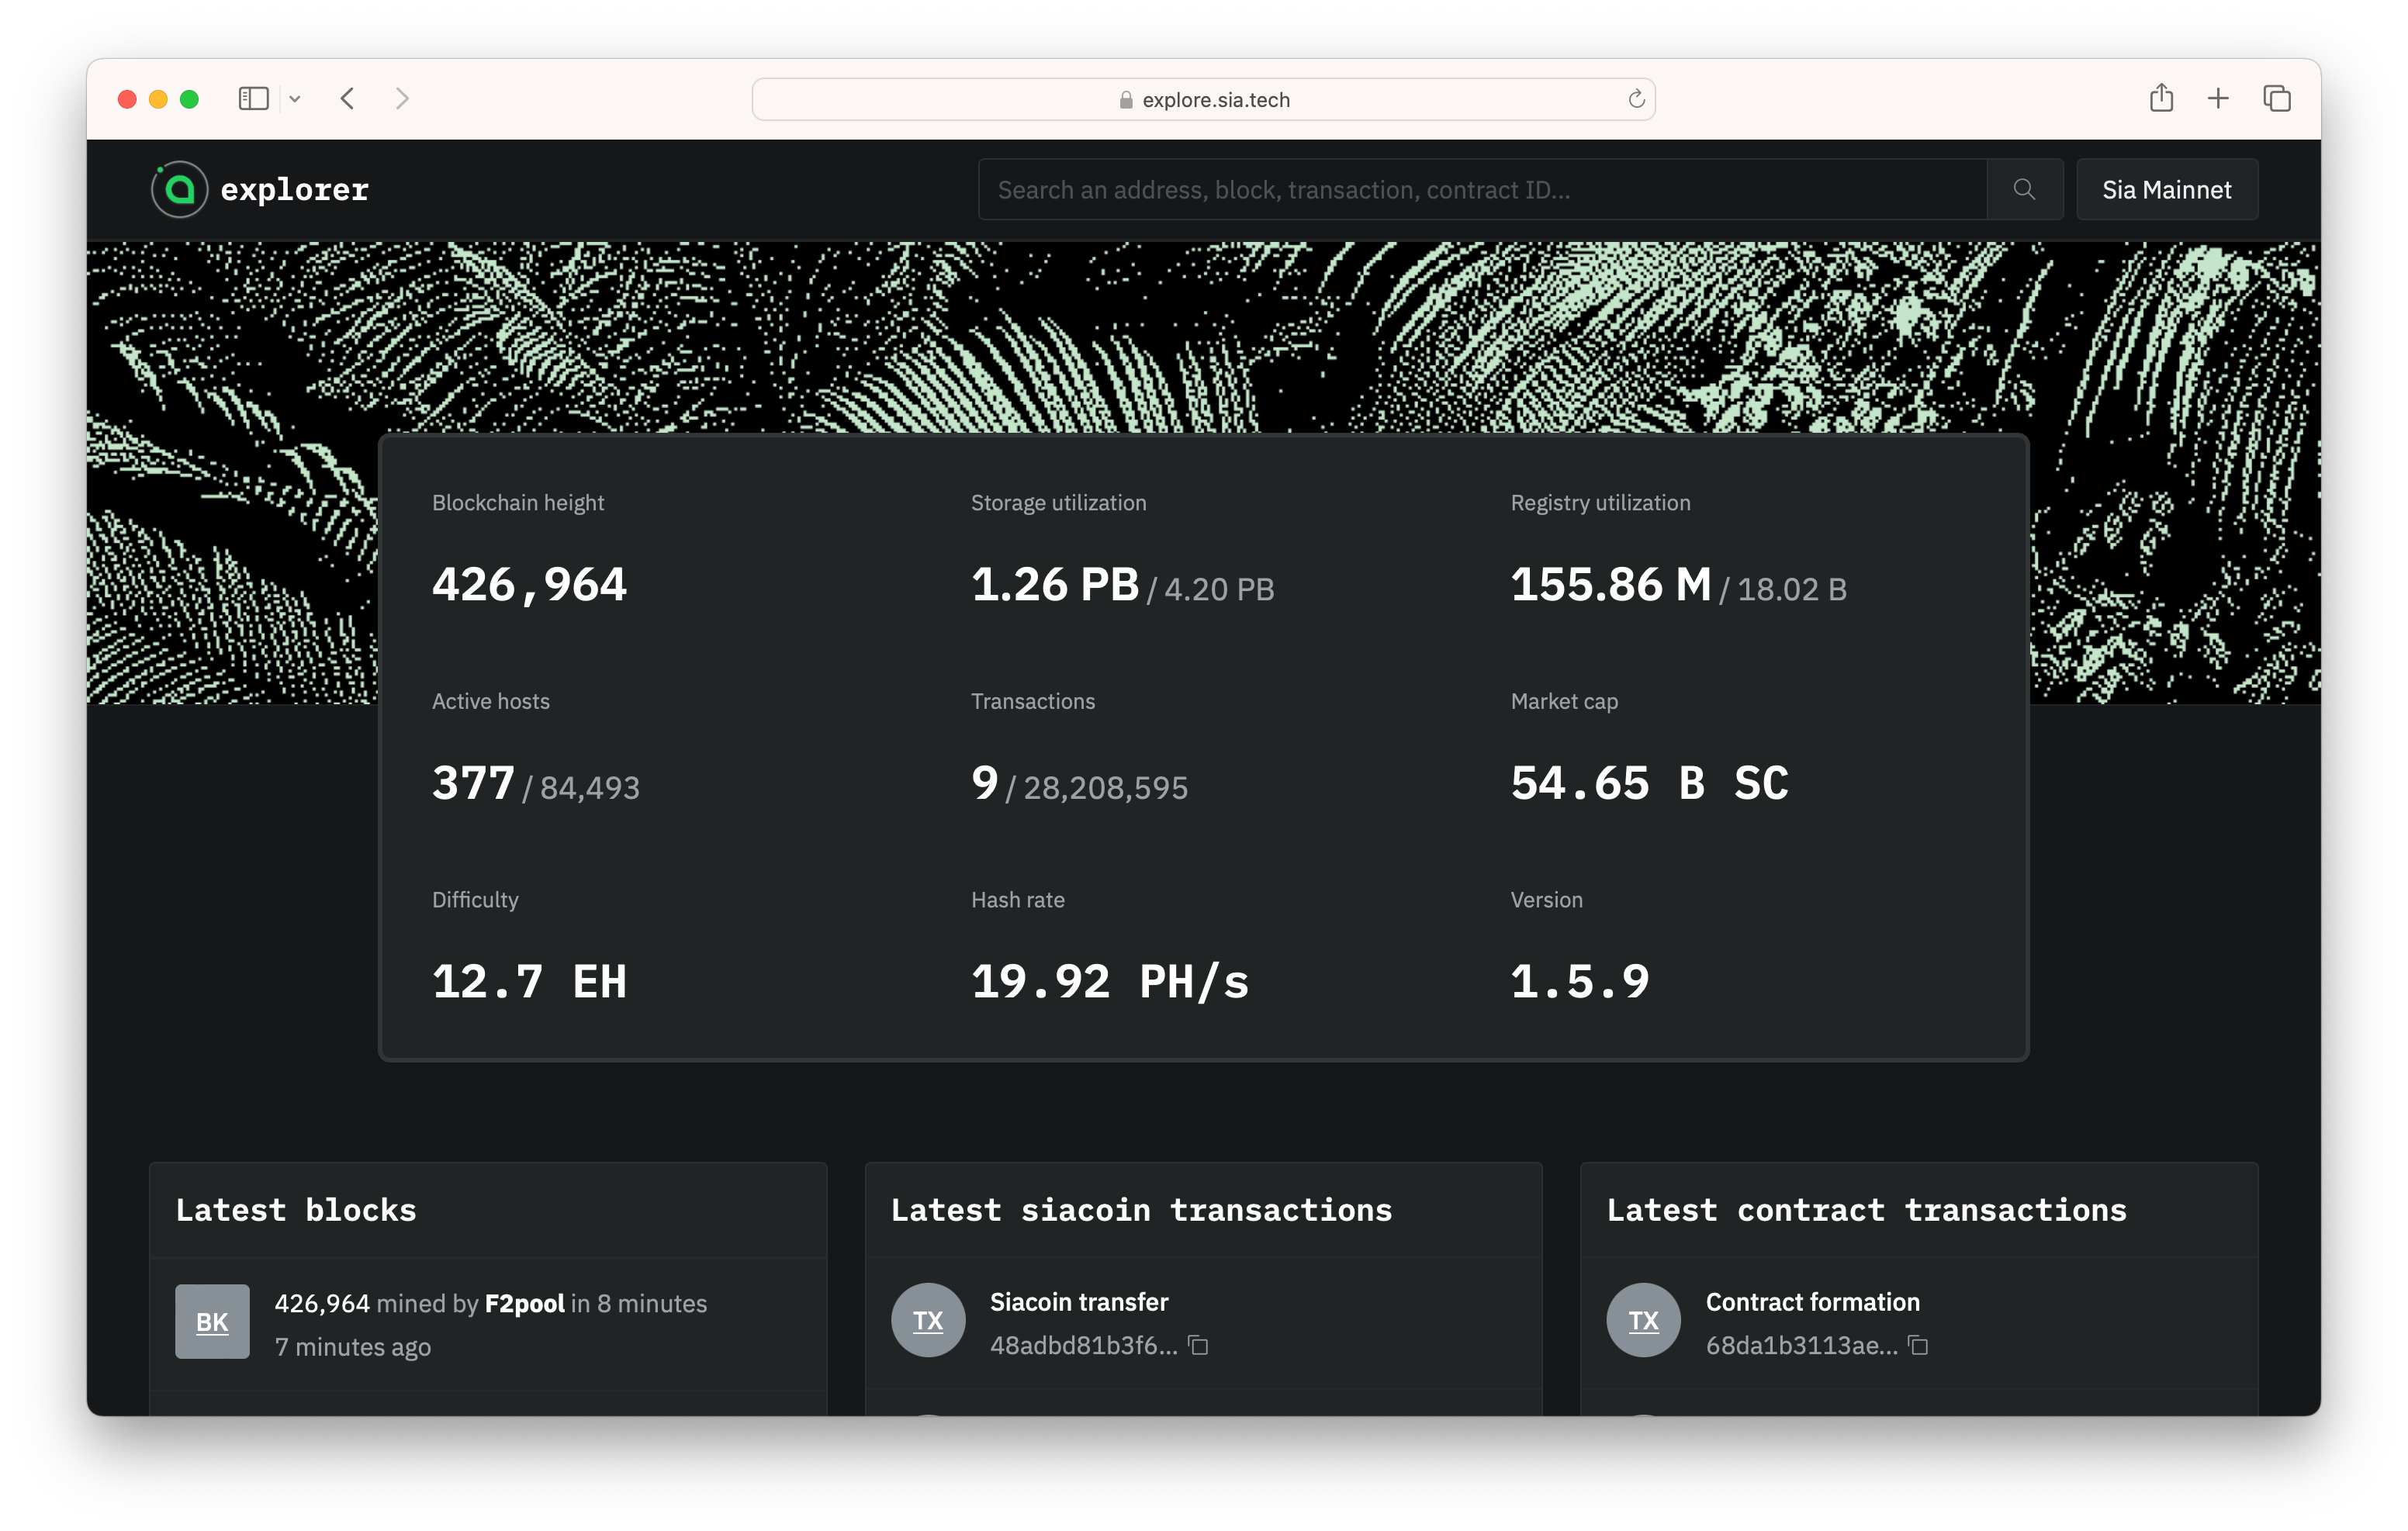 explore.sia.tech
explorer
Search an address, block, transaction, contract ID...
Sia Mainnet
Blockchain height
426,964
Storage utilization
1.26 PB / 4.20 PB
Registry utilization
155.86 M / 18.02 B
Active hosts
377 / 84,493
Transactions
9 / 28,208,595
Market cap
54.65 B SC
Difficulty
12.7 EH
Hash rate
19.92 PH/s
Version
1.5.9
Latest blocks
BK
426,964 mined by F2pool in 8 minutes
7 minutes ago
Latest siacoin transactions
TX
Siacoin transfer
48adbd81b3f6...
Latest contract transactions
TX
Contract formation
68da1b3113ae...